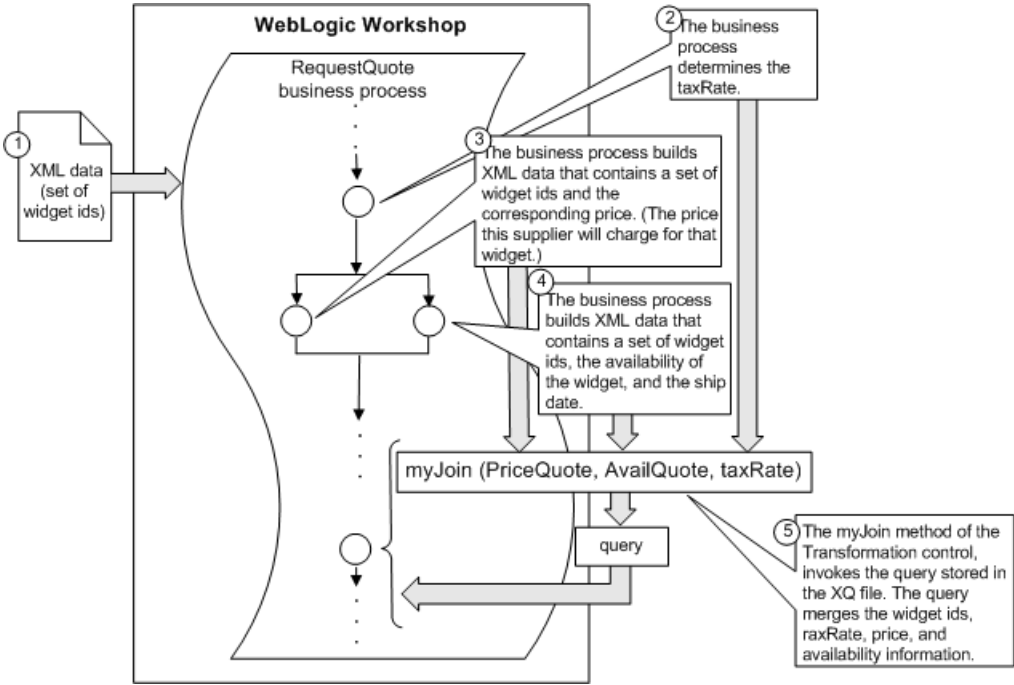 WebLogic Workshop
RequestQuote
business process
1
XML data
(set of
widget ids)
2
The business
process
determines the
taxRate.
3
The business process builds
XML data that contains a set of
widget ids and the
corresponding price. (The price
this supplier will charge for that
widget.)
4
The business process
builds XML data that
contains a set of widget
ids, the availability of
the widget, and the ship
date.
myJoin (PriceQuote, AvailQuote, taxRate)
query
5
The myJoin method of the
Transformation control,
invokes the query stored in
the XQ file. The query
merges the widget ids,
raxRate, price, and
availability information.